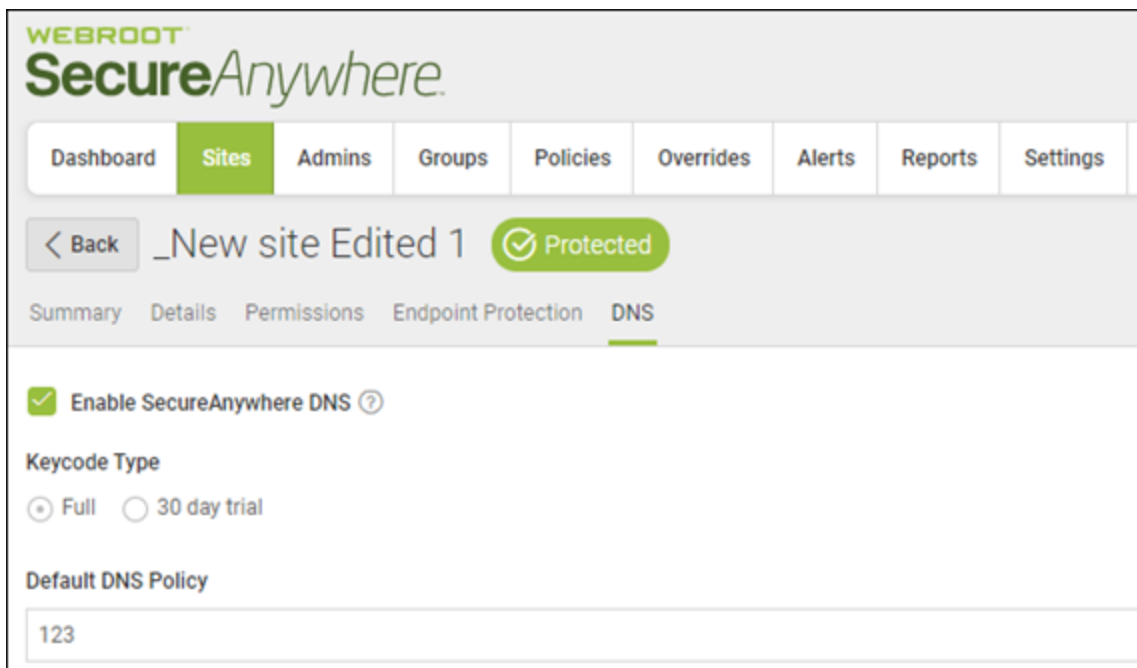 WEBROOT
SecureAnywhere
Dashboard Sites Admins Groups Policies Overrides Alerts Reports Settings
Back _New site Edited 1 Protected
Summary Details Permissions Endpoint Protection DNS
Enable SecureAnywhere DNS ?
Keycode Type
Full 30 day trial
Default DNS Policy
123